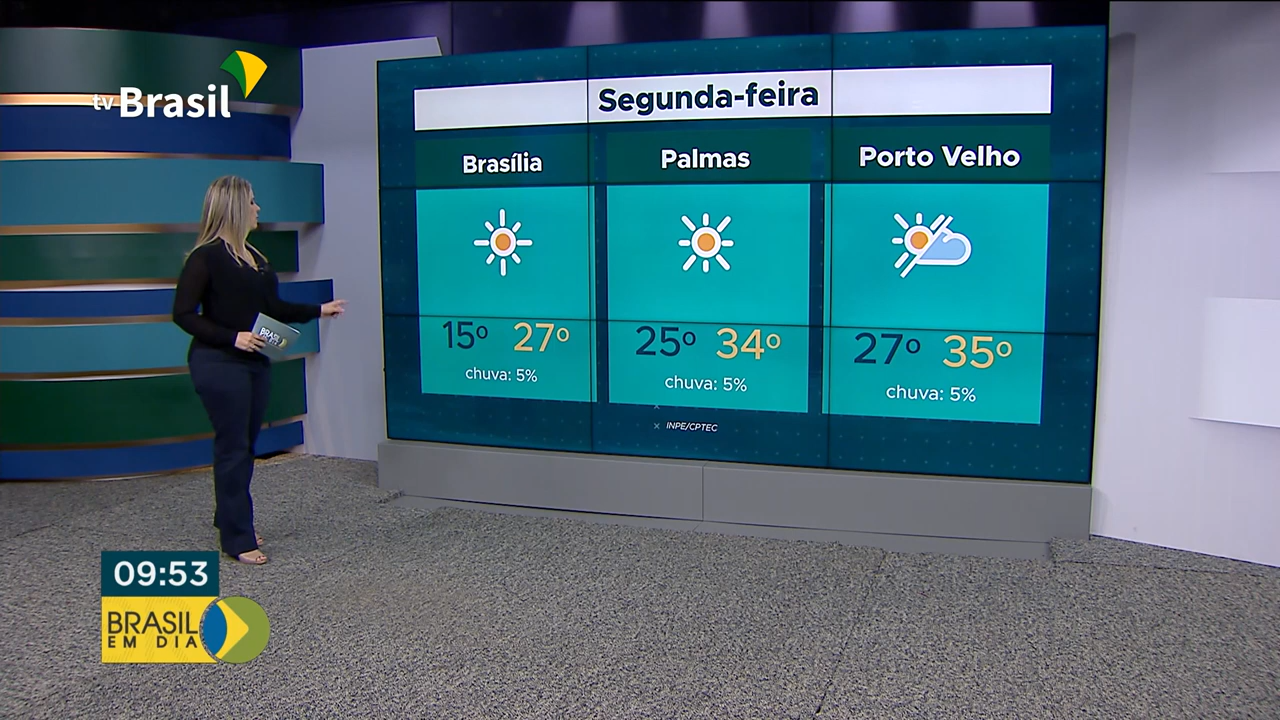 tv Brasil
Segunda-feira
Brasília
Palmas
Porto Velho
15º 27º
25º 34º
27º 35º
chuva: 5%
chuva: 5%
chuva: 5%
INPE/CPTEC
BRASIL
09:53
BRASIL
EM DIA